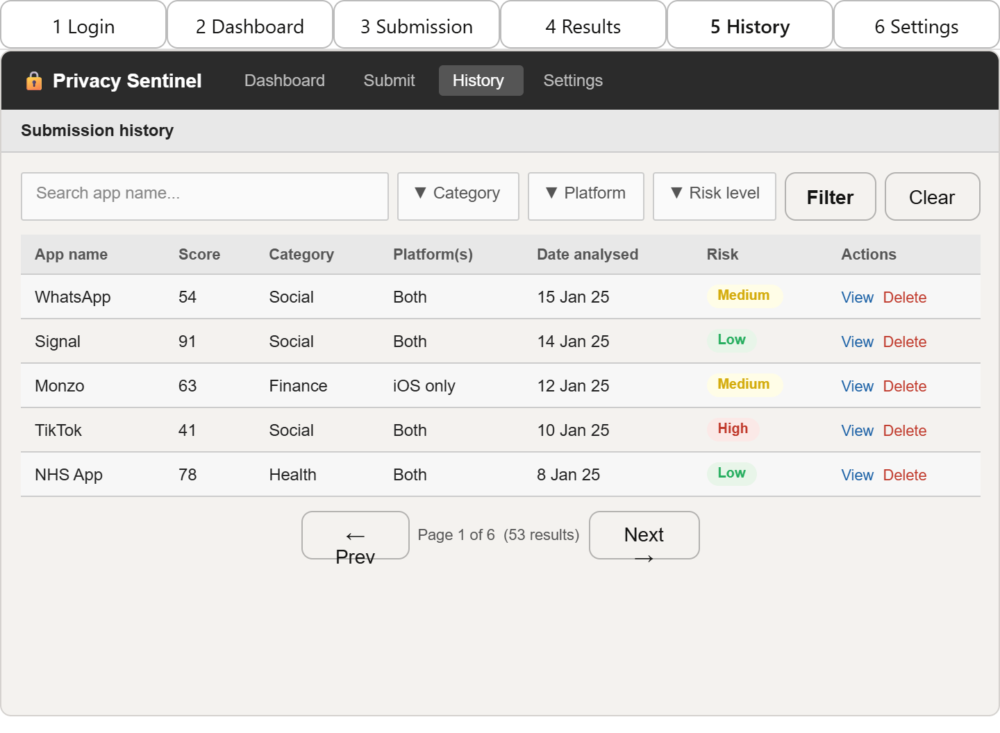 1 Login 2 Dashboard 3 Submission 4 Results 5 History 6 Settings
🔒 Privacy Sentinel Dashboard Submit History Settings
Submission history
Search app name... ▼ Category ▼ Platform ▼ Risk level Filter Clear
App name Score Category Platform(s) Date analysed Risk Actions
WhatsApp 54 Social Both 15 Jan 25 Medium View Delete
Signal 91 Social Both 14 Jan 25 Low View Delete
Monzo 63 Finance iOS only 12 Jan 25 Medium View Delete
TikTok 41 Social Both 10 Jan 25 High View Delete
NHS App 78 Health Both 8 Jan 25 Low View Delete
← Prev Page 1 of 6 (53 results) Next →